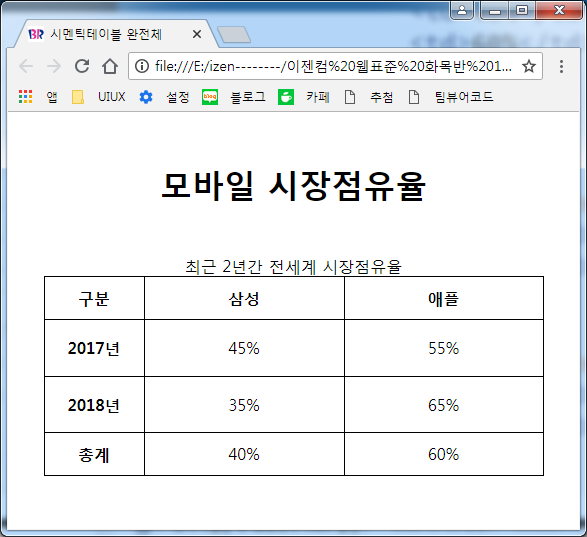 시멘틱테이블 완전체
file:///E:/izen--------/이젠컴%20웹표준%20화목반%201...
앱 UIUX 설정 블로그 카페 추첨 팀뷰어코드
모바일 시장점유율
최근 2년간 전세계 시장점유율
구분 삼성 애플
2017년 45% 55%
2018년 35% 65%
총계 40% 60%